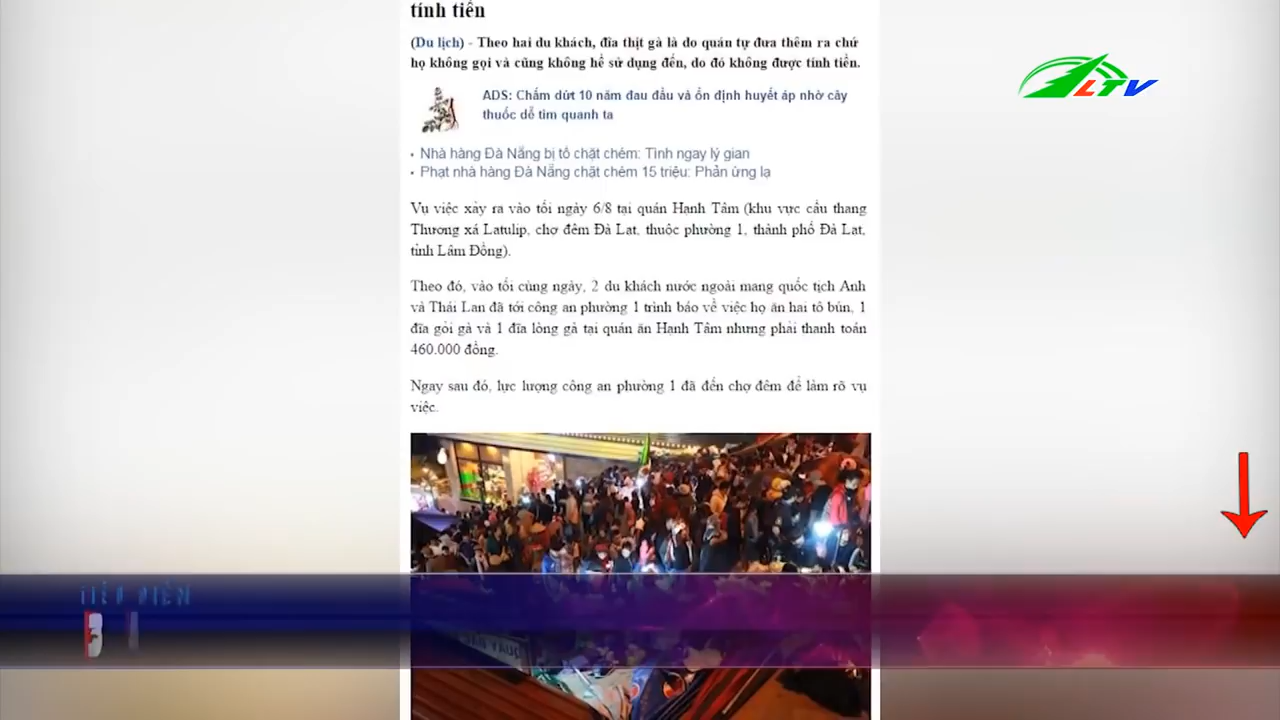 tính tiền
(Du lịch) - Theo hai du khách, đĩa thịt gà là do quán tự đưa thêm ra chứ
họ không gọi và cũng không hề sử dụng đến, do đó không được tính tiền.
LTV
ADS: Chấm dứt 10 năm đau đầu và ổn định huyết áp nhờ cây
thuốc dễ tìm quanh ta
• Nhà hàng Đà Nẵng bị tố chặt chém: Tình ngay lý gian
• Phạt nhà hàng Đà Nẵng chặt chém 15 triệu: Phản ứng lạ
Vụ việc xảy ra vào tối ngày 6/8 tại quán Hạnh Tâm (khu vực cầu thang
Thương xá Latulip, chợ đêm Đà Lạt, thuộc phường 1, thành phố Đà Lạt,
tỉnh Lâm Đồng).
Theo đó, vào tối cùng ngày, 2 du khách nước ngoài mang quốc tịch Anh
và Thái Lan đã tới công an phường 1 trình báo về việc họ ăn hai tô bún, 1
đĩa gỏi gà và 1 đĩa lòng gà tại quán ăn Hạnh Tâm nhưng phải thanh toán
460.000 đồng.
Ngay sau đó, lực lượng công an phường 1 đã đến chợ đêm để làm rõ vụ
việc.